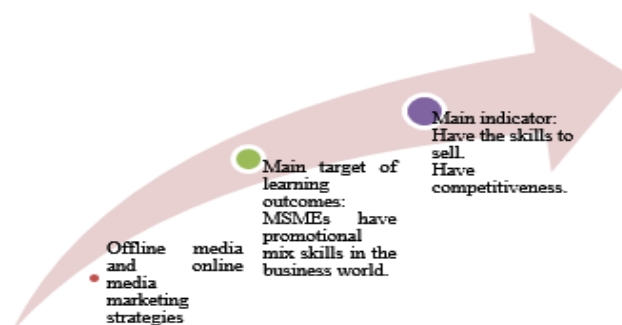 Offline media
and online
media
marketing
strategies
Main target of
learning
outcomes:
MSMEs have
promotional
mix skills in the
business world.
Main indicator:
Have the skills to
sell.
Have
competitiveness.